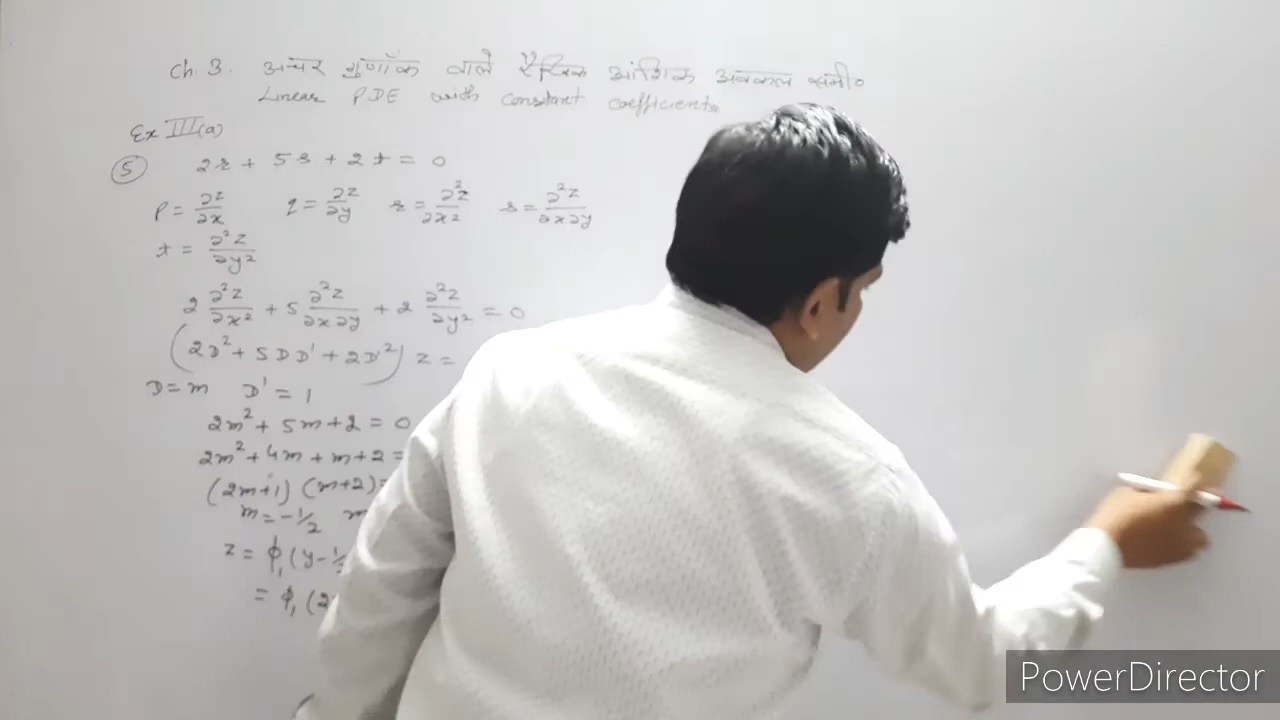 Ch. 3. अचर गुणाँक वाले रैखिक आंशिक अवकल समी०
Linear PDE with constant coefficients
Ex III(a)
(5) 2r + 5s + 2t = 0
p = ∂z/∂x q = ∂z/∂y r = ∂²z/∂x² s = ∂²z/∂x∂y
t = ∂²z/∂y²
2 ∂²z/∂x² + 5 ∂²z/∂x∂y + 2 ∂²z/∂y² = 0
(2D² + 5DD' + 2D'²) z =
D = m D' = 1
2m² + 5m + 2 = 0
2m² + 4m + m + 2 =
(2m+1) (m+2) =
m = -1/2 m
z = ϕ₁ (y - 1/
= ϕ₁ (2
PowerDirector